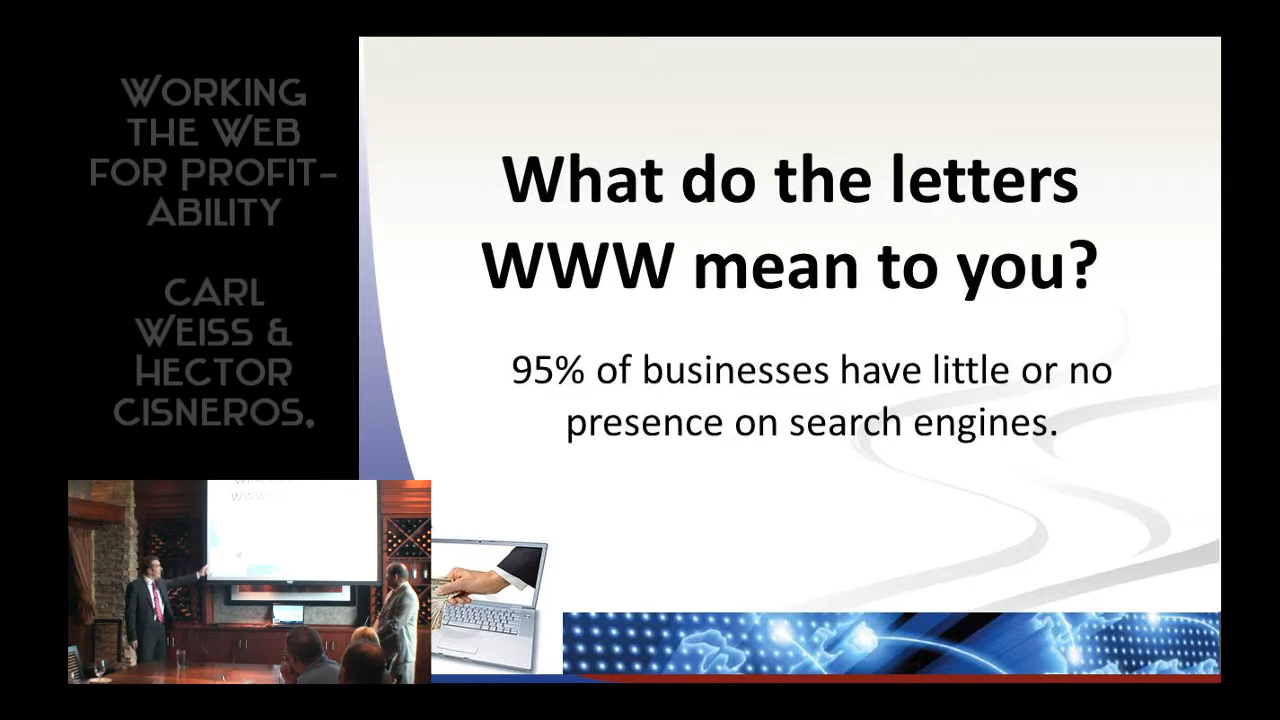 WORKING
THE WEB
FOR PROFIT-
ABILITY
CARL
WEISS &
HECTOR
CISNEROS,
What do the letters
WWW mean to you?
95% of businesses have little or no
presence on search engines.